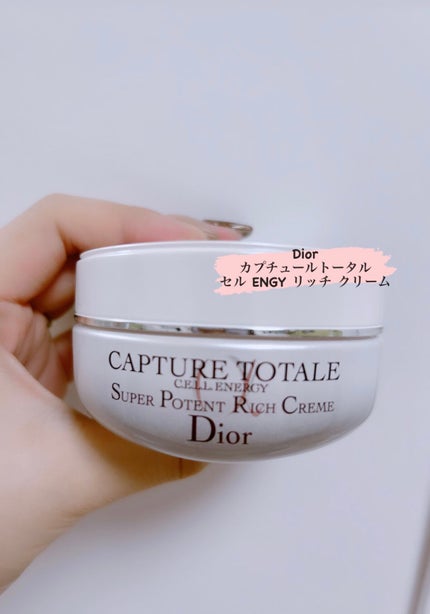 Dior
カプチュールトータル
セル ENGY リッチ クリーム
CAPTURE TOTALE
C.E.L.L. ENERGY
SUPER POTENT RICH CREME
Dior